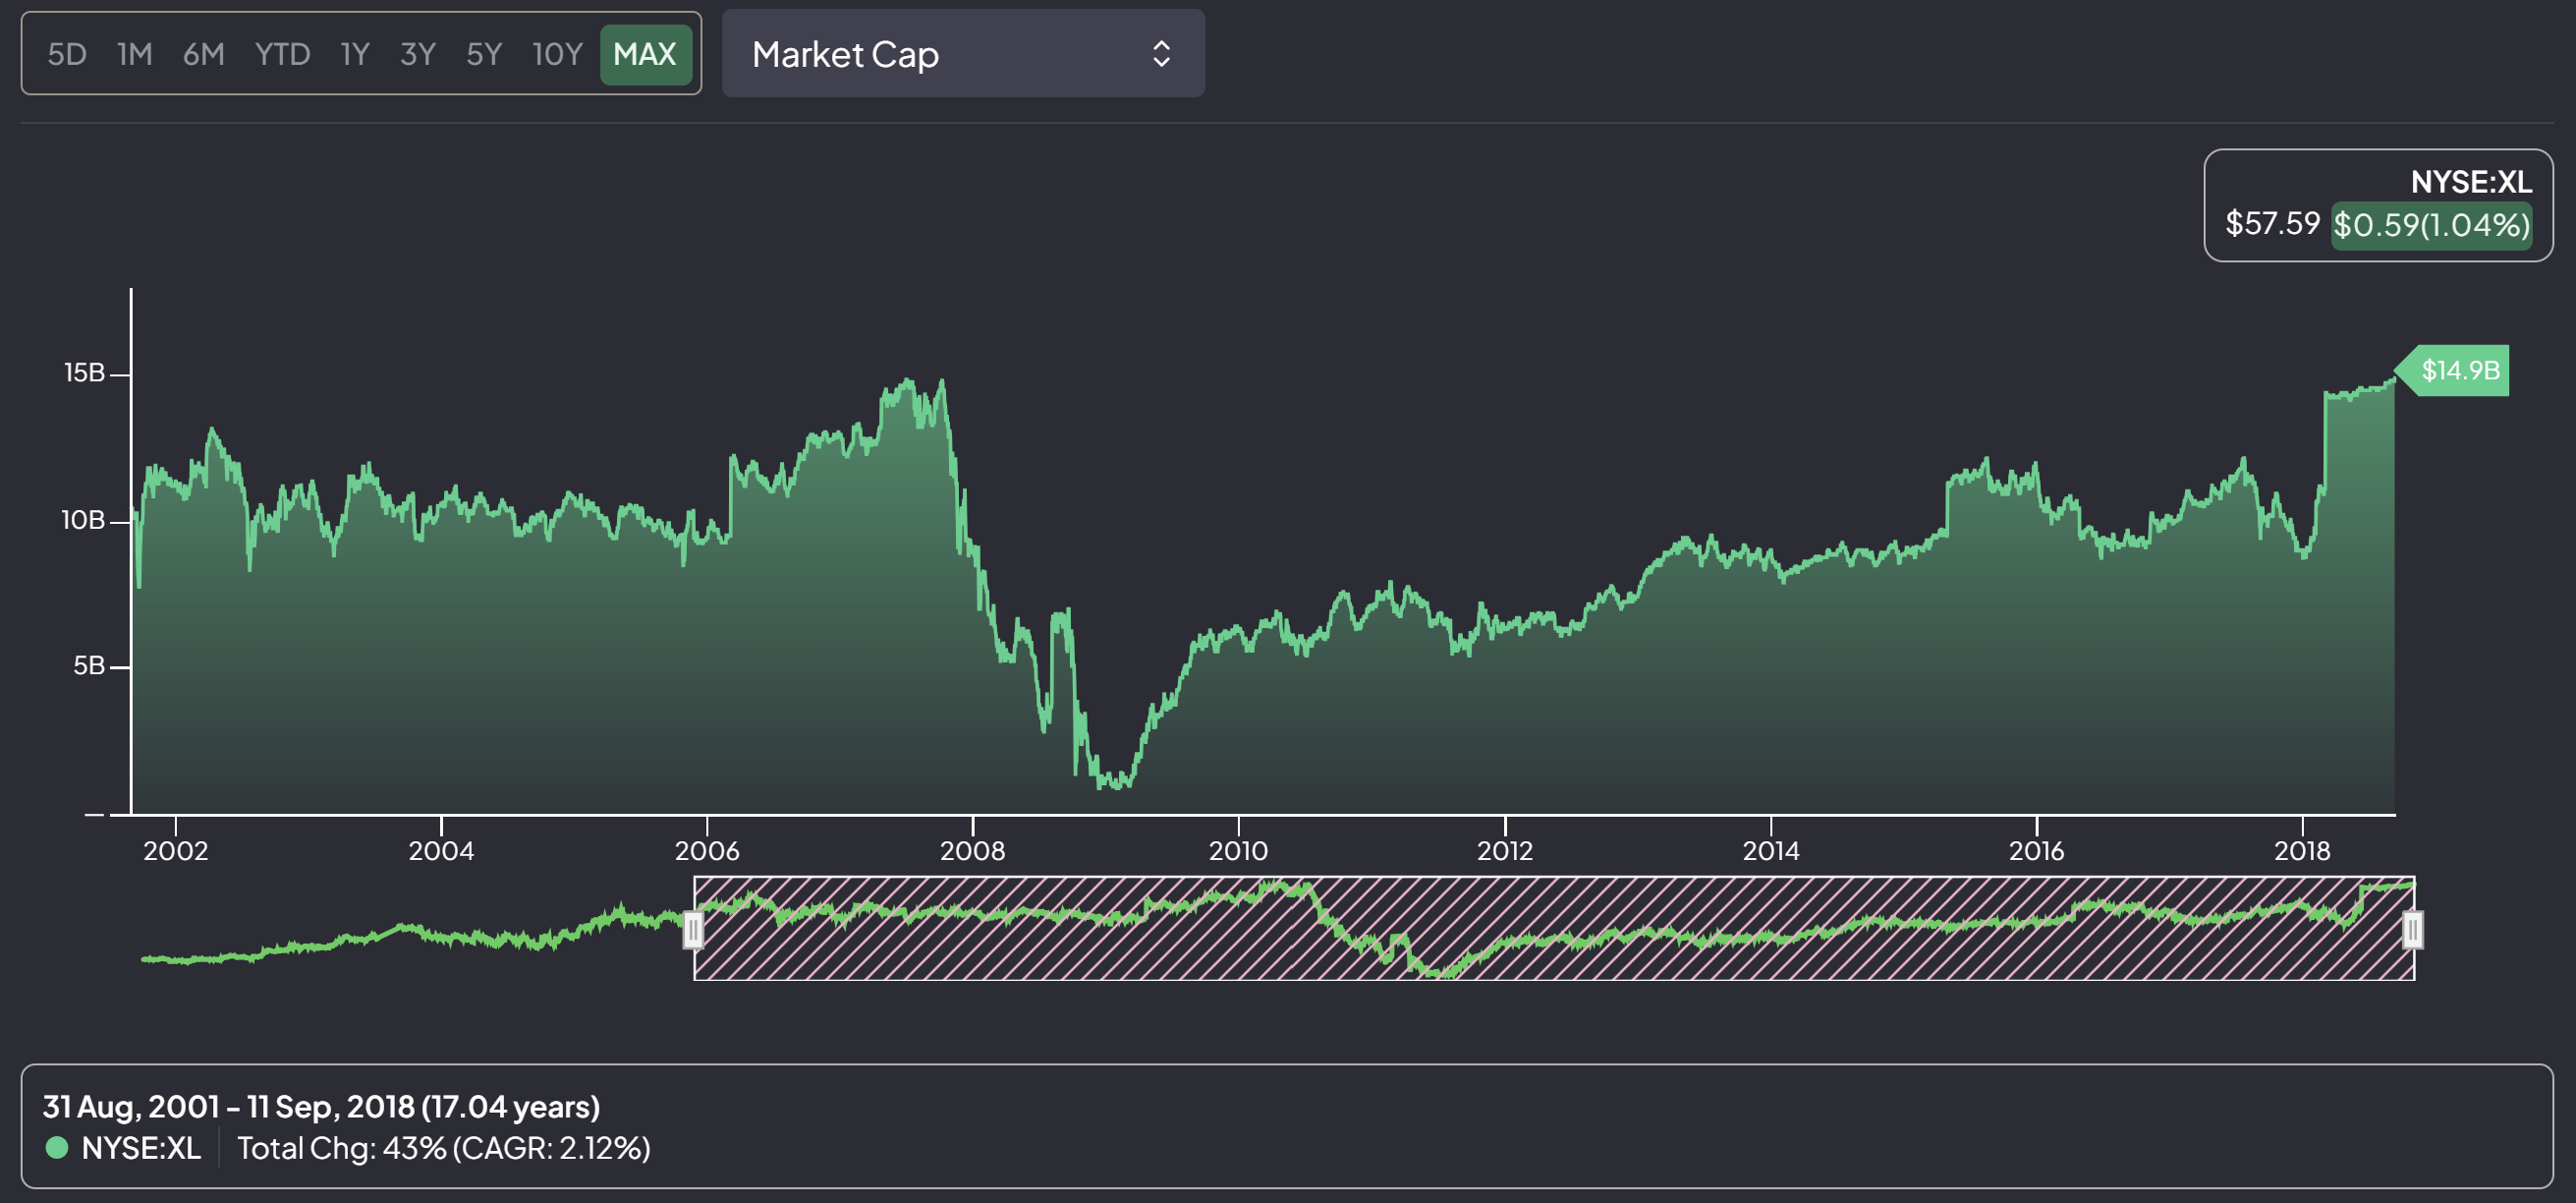 5D 1M 6M YTD 1Y 3Y 5Y 10Y MAX Market Cap
NYSE:XL
$57.59 $0.59(1.04%)
15B
$14.9B
10B
5B
—
2002 2004 2006 2008 2010 2012 2014 2016 2018
31 Aug, 2001 - 11 Sep, 2018 (17.04 years)
NYSE:XL Total Chg: 43% (CAGR: 2.12%)